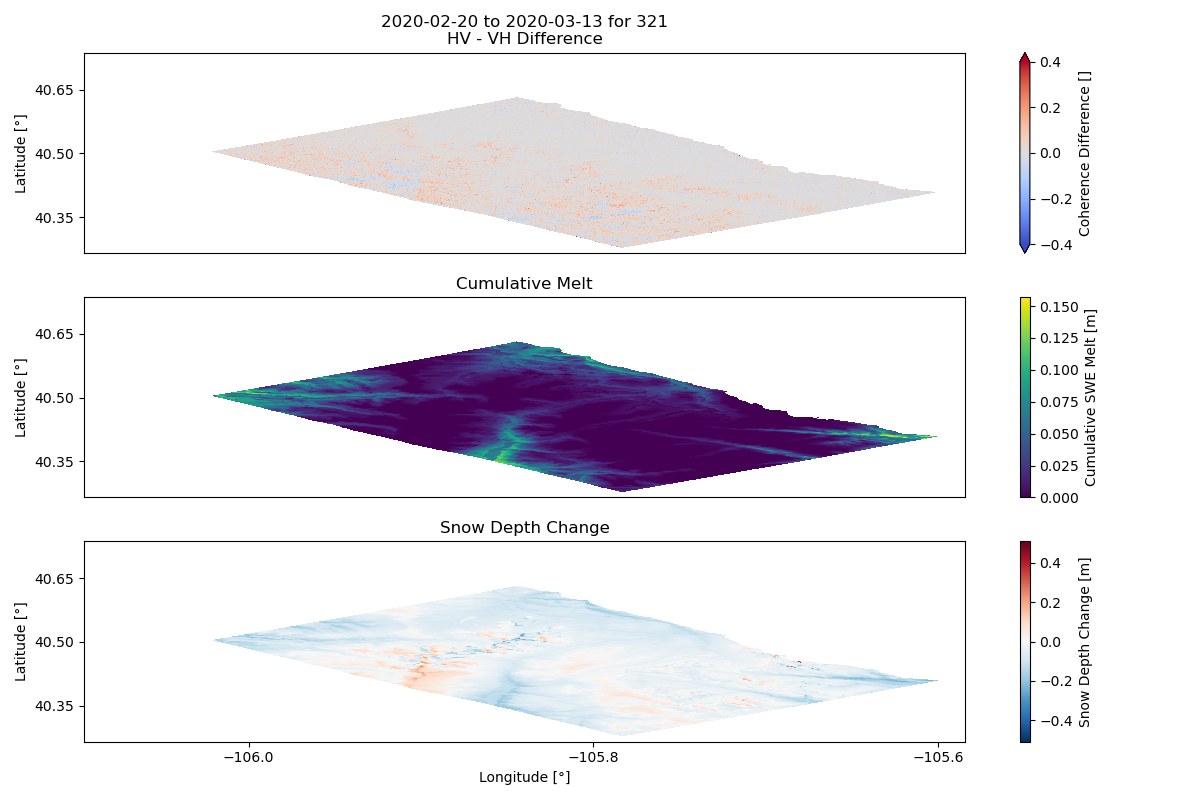 2020-02-20 to 2020-03-13 for 321
HV - VH Difference
40.65
40.50
40.35
Latitude [°]
0.4
0.2
0.0
−0.2
−0.4
Coherence Difference []
Cumulative Melt
40.65
40.50
40.35
Latitude [°]
0.150
0.125
0.100
0.075
0.050
0.025
0.000
Cumulative SWE Melt [m]
Snow Depth Change
40.65
40.50
40.35
Latitude [°]
0.4
0.2
0.0
−0.2
−0.4
Snow Depth Change [m]
−106.0
−105.8
−105.6
Longitude [°]